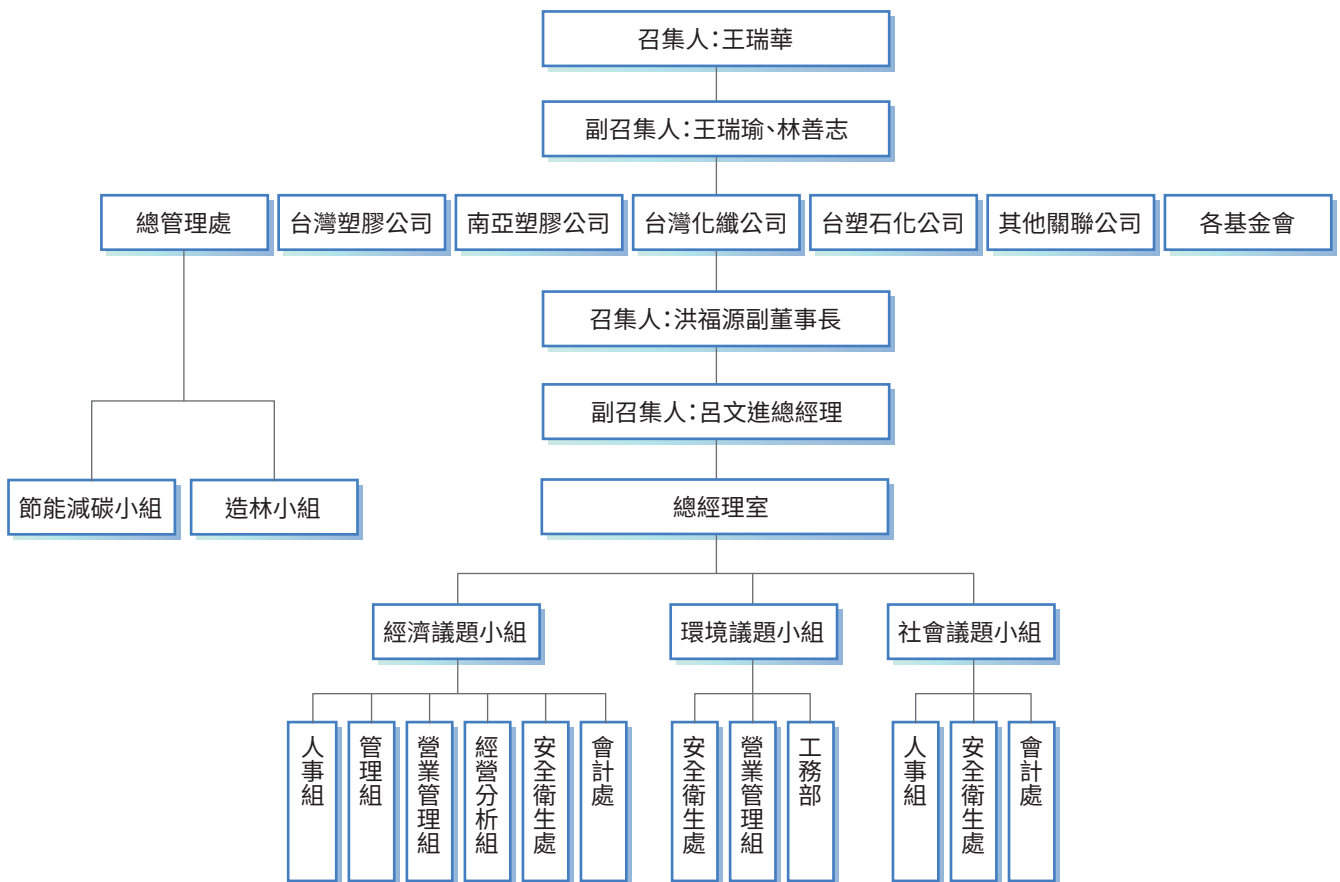 召集人：王瑞華
副召集人：王瑞瑜、林善志
總管理處
台灣塑膠公司
南亞塑膠公司
台灣化纖公司
台塑石化公司
其他關聯公司
各基金會
召集人：洪福源副董事長
副召集人：呂文進總經理
節能減碳小組
造林小組
總經理室
經濟議題小組
環境議題小組
社會議題小組
人事組
管理組
營業管理組
經營分析組
安全衛生處
會計處
安全衛生處
營業管理組
工務部
人事組
安全衛生處
會計處